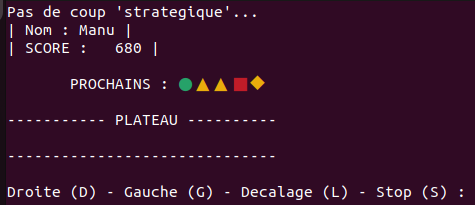 Pas de coup 'strategique'...
| Nom : Manu |
| SCORE :   680 |
PROCHAINS : ●▲▲■◆
----------- PLATEAU ----------
------------------------------
Droite (D) - Gauche (G) - Decalage (L) - Stop (S) :